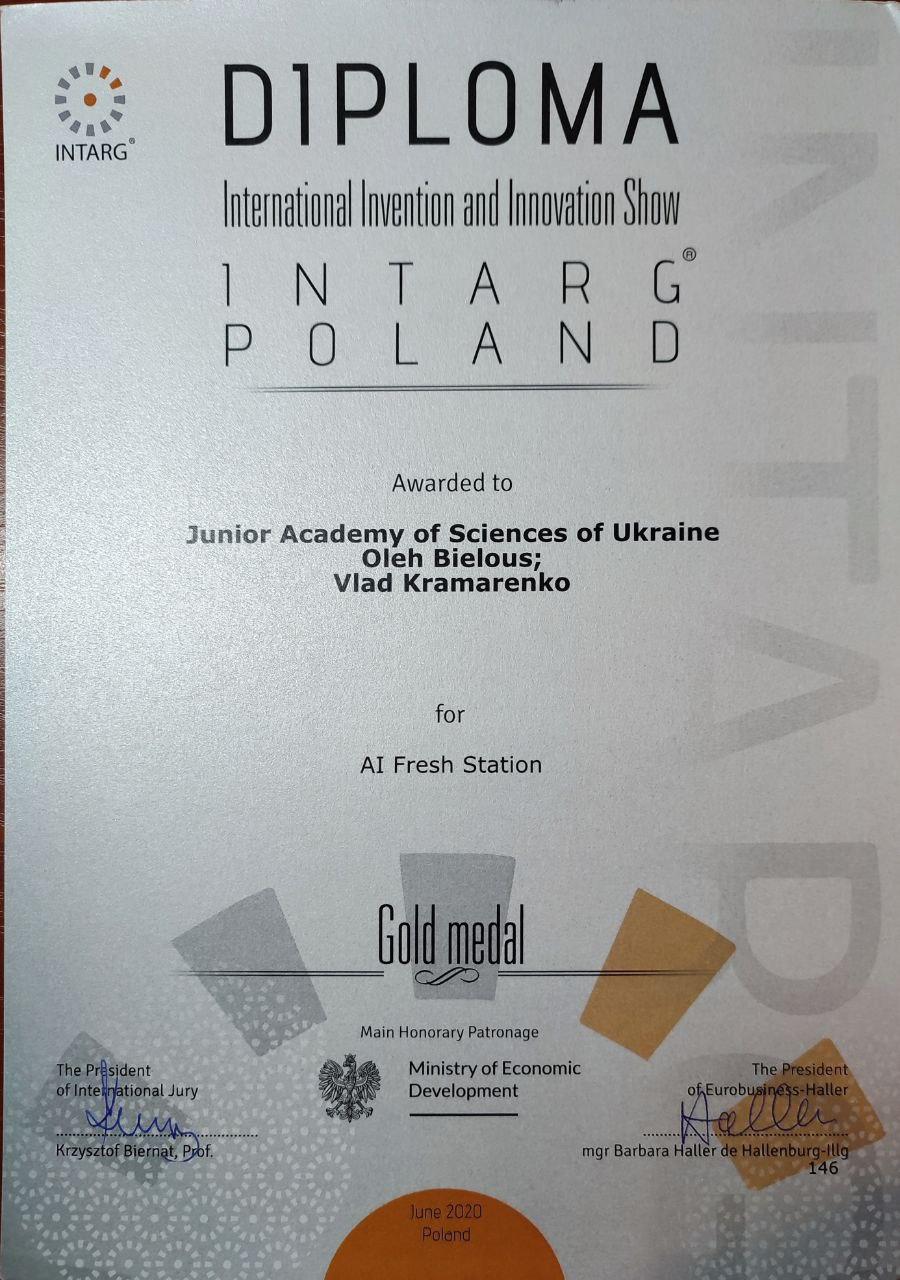 INTARG®
DIPLOMA
International Invention and Innovation Show
INTARG®
POLAND
Awarded to
Junior Academy of Sciences of Ukraine
Oleh Bielous;
Vlad Kramarenko
for
AI Fresh Station
Gold medal
Main Honorary Patronage
Ministry of Economic
Development
The President
of International Jury
Krzysztof Biernat, Prof.
The President
of Eurobusiness-Haller
Haller
mgr Barbara Haller de Hallenburg-Illg
146
June 2020
Poland
INTARG